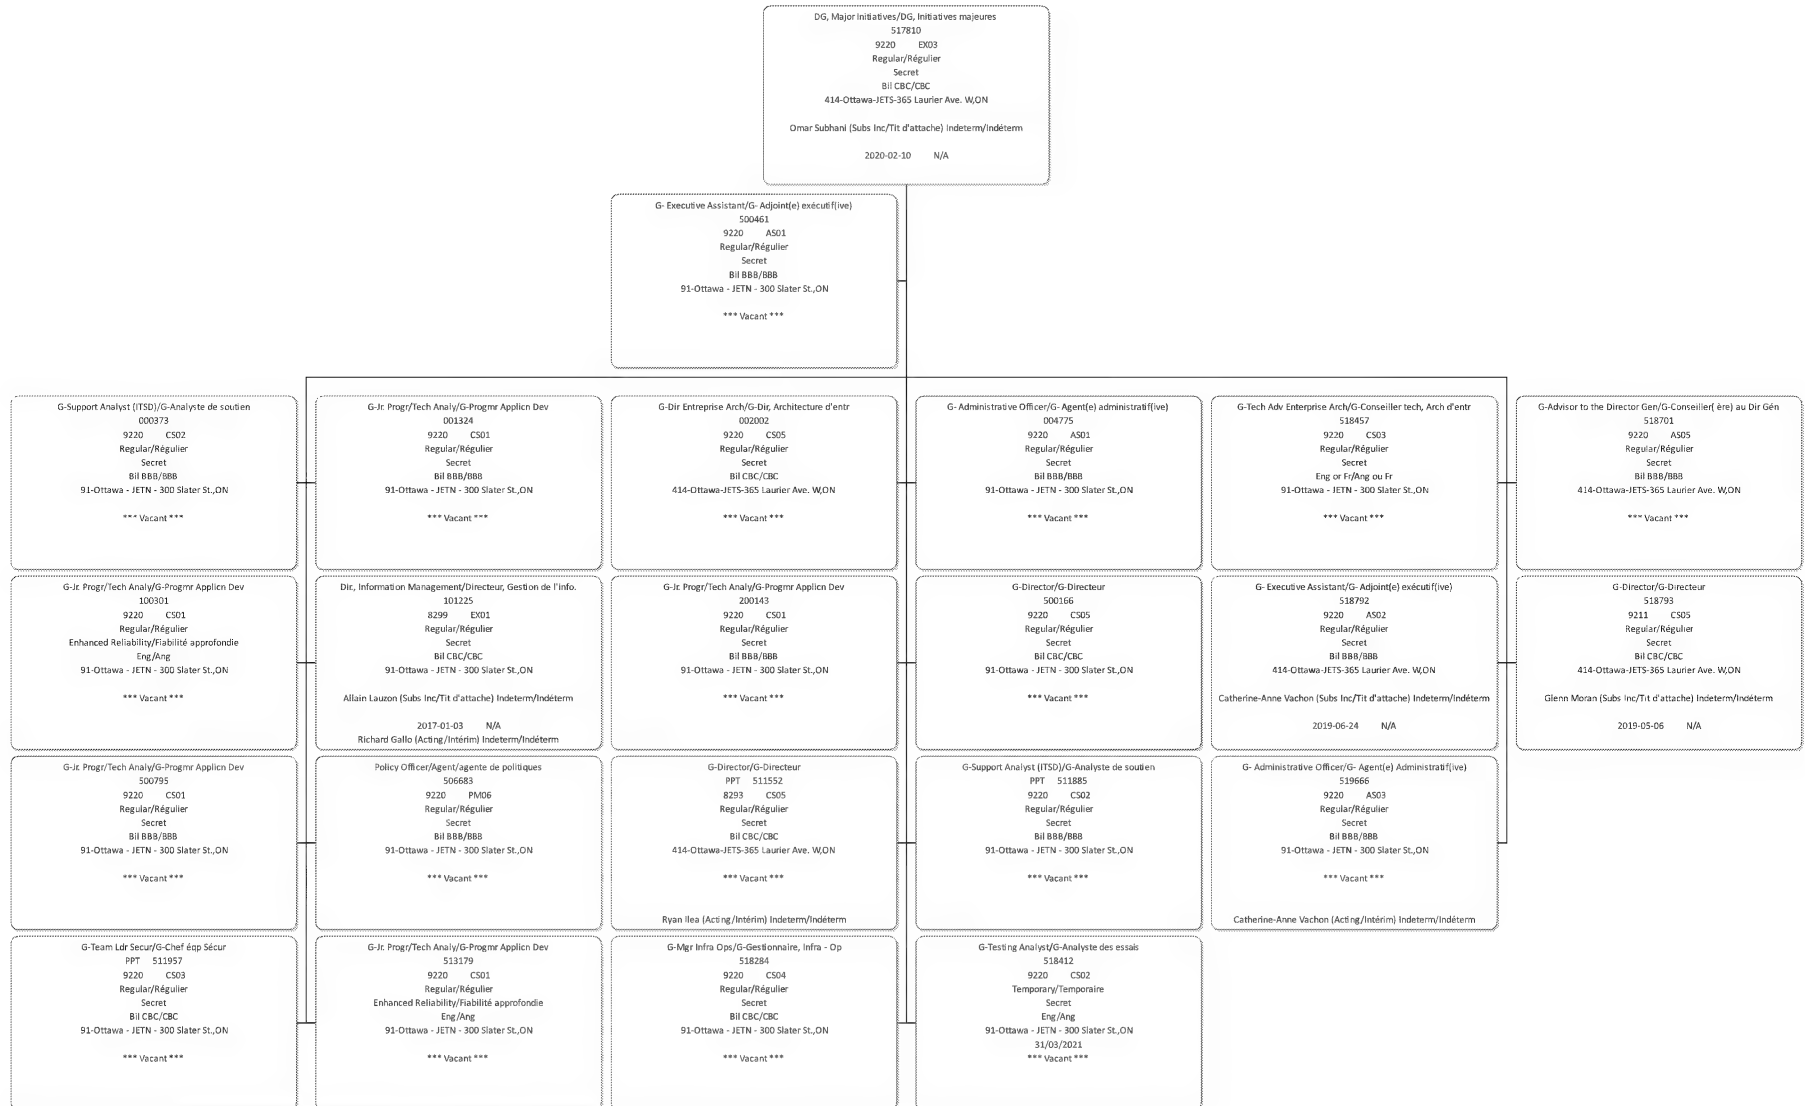 DG, Major Initiatives/DG, Initiatives majeures
517810
9220 EX03
Regular/Régulier
Secret
Bil CBC/CBC
414-Ottawa-JETS-365 Laurier Ave. W,ON
Omar Subhani (Subs Inc/Tit d'attache) Indeterm/Indéterm
2020-02-10 N/A
G- Executive Assistant/G- Adjoint(e) exécutif(ive)
500461
9220 AS01
Regular/Régulier
Secret
Bil BBB/BBB
91-Ottawa - JETN - 300 Slater St.,ON
*** Vacant ***
G-Support Analyst (ITSD)/G-Analyste de soutien
000373
9220 CS02
Regular/Régulier
Secret
Bil BBB/BBB
91-Ottawa - JETN - 300 Slater St.,ON
*** Vacant ***
G-Jr. Progr/Tech Analy/G-Progmr Applicn Dev
001324
9220 CS01
Regular/Régulier
Secret
Bil BBB/BBB
91-Ottawa - JETN - 300 Slater St.,ON
*** Vacant ***
G-Dir Entreprise Arch/G-Dir, Architecture d'entr
002002
9220 CS05
Regular/Régulier
Secret
Bil CBC/CBC
414-Ottawa-JETS-365 Laurier Ave. W,ON
*** Vacant ***
G- Administrative Officer/G- Agent(e) administratif(ive)
004775
9220 AS01
Regular/Régulier
Secret
Bil BBB/BBB
91-Ottawa - JETN - 300 Slater St.,ON
*** Vacant ***
G-Tech Adv Enterprise Arch/G-Conseiller tech, Arch d'entr
518457
9220 CS03
Regular/Régulier
Secret
Eng or Fr/Ang ou Fr
91-Ottawa - JETN - 300 Slater St.,ON
*** Vacant ***
G-Advisor to the Director Gen/G-Conseiller( ère) au Dir Gén
518701
9220 AS05
Regular/Régulier
Secret
Bil BBB/BBB
414-Ottawa-JETS-365 Laurier Ave. W,ON
*** Vacant ***
G-Jr. Progr/Tech Analy/G-Progmr Applicn Dev
100301
9220 CS01
Regular/Régulier
Enhanced Reliability/Fiabilité approfondie
Eng/Ang
91-Ottawa - JETN - 300 Slater St.,ON
*** Vacant ***
Dir., Information Management/Directeur, Gestion de l'info.
101225
8299 EX01
Regular/Régulier
Secret
Bil CBC/CBC
91-Ottawa - JETN - 300 Slater St.,ON
Allain Lauzon (Subs Inc/Tit d'attache) Indeterm/Indéterm
2017-01-03 N/A
Richard Gallo (Acting/Intérim) Indeterm/Indéterm
G-Jr. Progr/Tech Analy/G-Progmr Applicn Dev
200143
9220 CS01
Regular/Régulier
Secret
Bil BBB/BBB
91-Ottawa - JETN - 300 Slater St.,ON
*** Vacant ***
G-Director/G-Directeur
500166
9220 CS05
Regular/Régulier
Secret
Bil CBC/CBC
91-Ottawa - JETN - 300 Slater St.,ON
*** Vacant ***
G- Executive Assistant/G- Adjoint(e) exécutif(ive)
518792
9220 AS02
Regular/Régulier
Secret
Bil BBB/BBB
414-Ottawa-JETS-365 Laurier Ave. W,ON
Catherine-Anne Vachon (Subs Inc/Tit d'attache) Indeterm/Indéterm
2019-06-24 N/A
G-Director/G-Directeur
518793
9211 CS05
Regular/Régulier
Secret
Bil CBC/CBC
414-Ottawa-JETS-365 Laurier Ave. W,ON
Glenn Moran (Subs Inc/Tit d'attache) Indeterm/Indéterm
2019-05-06 N/A
G-Jr. Progr/Tech Analy/G-Progmr Applicn Dev
500795
9220 CS01
Regular/Régulier
Secret
Bil BBB/BBB
91-Ottawa - JETN - 300 Slater St.,ON
*** Vacant ***
Policy Officer/Agent/agente de politiques
506683
9220 PM06
Regular/Régulier
Secret
Bil BBB/BBB
91-Ottawa - JETN - 300 Slater St.,ON
*** Vacant ***
G-Director/G-Directeur
PPT 511552
8293 CS05
Regular/Régulier
Secret
Bil CBC/CBC
414-Ottawa-JETS-365 Laurier Ave. W,ON
*** Vacant ***
Ryan Ilea (Acting/Intérim) Indeterm/Indéterm
G-Support Analyst (ITSD)/G-Analyste de soutien
PPT 511885
9220 CS02
Regular/Régulier
Secret
Bil BBB/BBB
91-Ottawa - JETN - 300 Slater St.,ON
*** Vacant ***
G- Administrative Officer/G- Agent(e) Administratif(ive)
519666
9220 AS03
Regular/Régulier
Secret
Bil BBB/BBB
91-Ottawa - JETN - 300 Slater St.,ON
*** Vacant ***
Catherine-Anne Vachon (Acting/Intérim) Indeterm/Indéterm
G-Team Ldr Secur/G-Chef éqp Sécur
PPT 511957
9220 CS03
Regular/Régulier
Secret
Bil CBC/CBC
91-Ottawa - JETN - 300 Slater St.,ON
*** Vacant ***
G-Jr. Progr/Tech Analy/G-Progmr Applicn Dev
513179
9220 CS01
Regular/Régulier
Enhanced Reliability/Fiabilité approfondie
Eng/Ang
91-Ottawa - JETN - 300 Slater St.,ON
*** Vacant ***
G-Mgr Infra Ops/G-Gestionnaire, Infra - Op
518284
9220 CS04
Regular/Régulier
Secret
Bil CBC/CBC
91-Ottawa - JETN - 300 Slater St.,ON
*** Vacant ***
G-Testing Analyst/G-Analyste des essais
518412
9220 CS02
Temporary/Temporaire
Secret
Eng/Ang
91-Ottawa - JETN - 300 Slater St.,ON
31/03/2021
*** Vacant ***